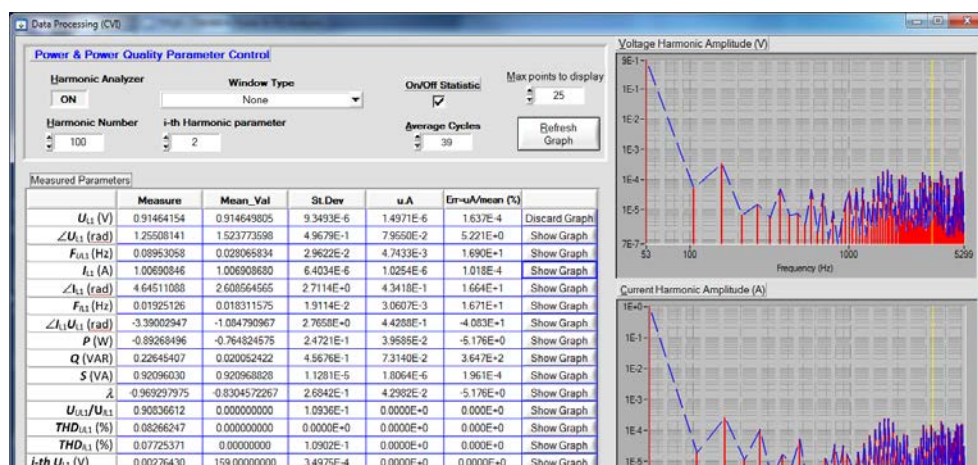 Data Processing (CVI)
Power & Power Quality Parameter Control
Harmonic Analyzer
ON
Window Type
None
On/Off Statistic
Max points to display
25
Harmonic Number
100
i-th Harmonic parameter
2
Average Cycles
39
Refresh
Graph
Measured Parameters
Measure Mean_Val St.Dev u.A Err=uA/mean (%)
U_L1 (V) 0.91464154 0.914649805 9.3493E-6 1.4971E-6 1.637E-4 Discard Graph
∠U_L1 (rad) 1.25508141 1.523773598 4.9679E-1 7.9550E-2 5.221E+0 Show Graph
F_UL1 (Hz) 0.08953058 0.028065834 2.9622E-2 4.7433E-3 1.690E+1 Show Graph
I_L1 (A) 1.00690846 1.006908680 6.4034E-6 1.0254E-6 1.018E-4 Show Graph
∠I_L1 (rad) 4.64511088 2.608564565 2.7114E+0 4.3418E-1 1.664E+1 Show Graph
F_IL1 (Hz) 0.01925126 0.018311575 1.9114E-2 3.0607E-3 1.671E+1 Show Graph
∠I_L1U_L1 (rad) -3.39002947 -1.084790967 2.7658E+0 4.4288E-1 -4.083E+1 Show Graph
P (W) -0.89268496 -0.764824575 2.4721E-1 3.9585E-2 -5.176E+0 Show Graph
Q (VAR) 0.22645407 0.020052422 4.5676E-1 7.3140E-2 3.647E+2 Show Graph
S (VA) 0.92096030 0.920968828 1.1281E-5 1.8064E-6 1.961E-4 Show Graph
λ -0.969297975 -0.8304572267 2.6842E-1 4.2982E-2 -5.176E+0 Show Graph
0.90836612 0.000000000 1.0936E-1 0.0000E+0 0.000E+0 Show Graph
THD_UL1 (%) 0.08266247 0.000000000 0.0000E+0 0.0000E+0 0.000E+0 Show Graph
THD_IL1 (%) 0.07725371 0.00000000 1.0902E-1 0.0000E+0 0.000E+0 Show Graph
i-th U_L1 (V) 0.00276430 159.00000000 3.4975E-4 0.0000E+0 0.0000E+0 Show Graph
Voltage Harmonic Amplitude (V)
9E-1
1E-1
1E-2
1E-3
1E-4
1E-5
7E-7
53 100 1000 5299
Frequency (Hz)
Current Harmonic Amplitude (A)
1E+0
1E-1
1E-2
1E-3
1E-4
1E-5